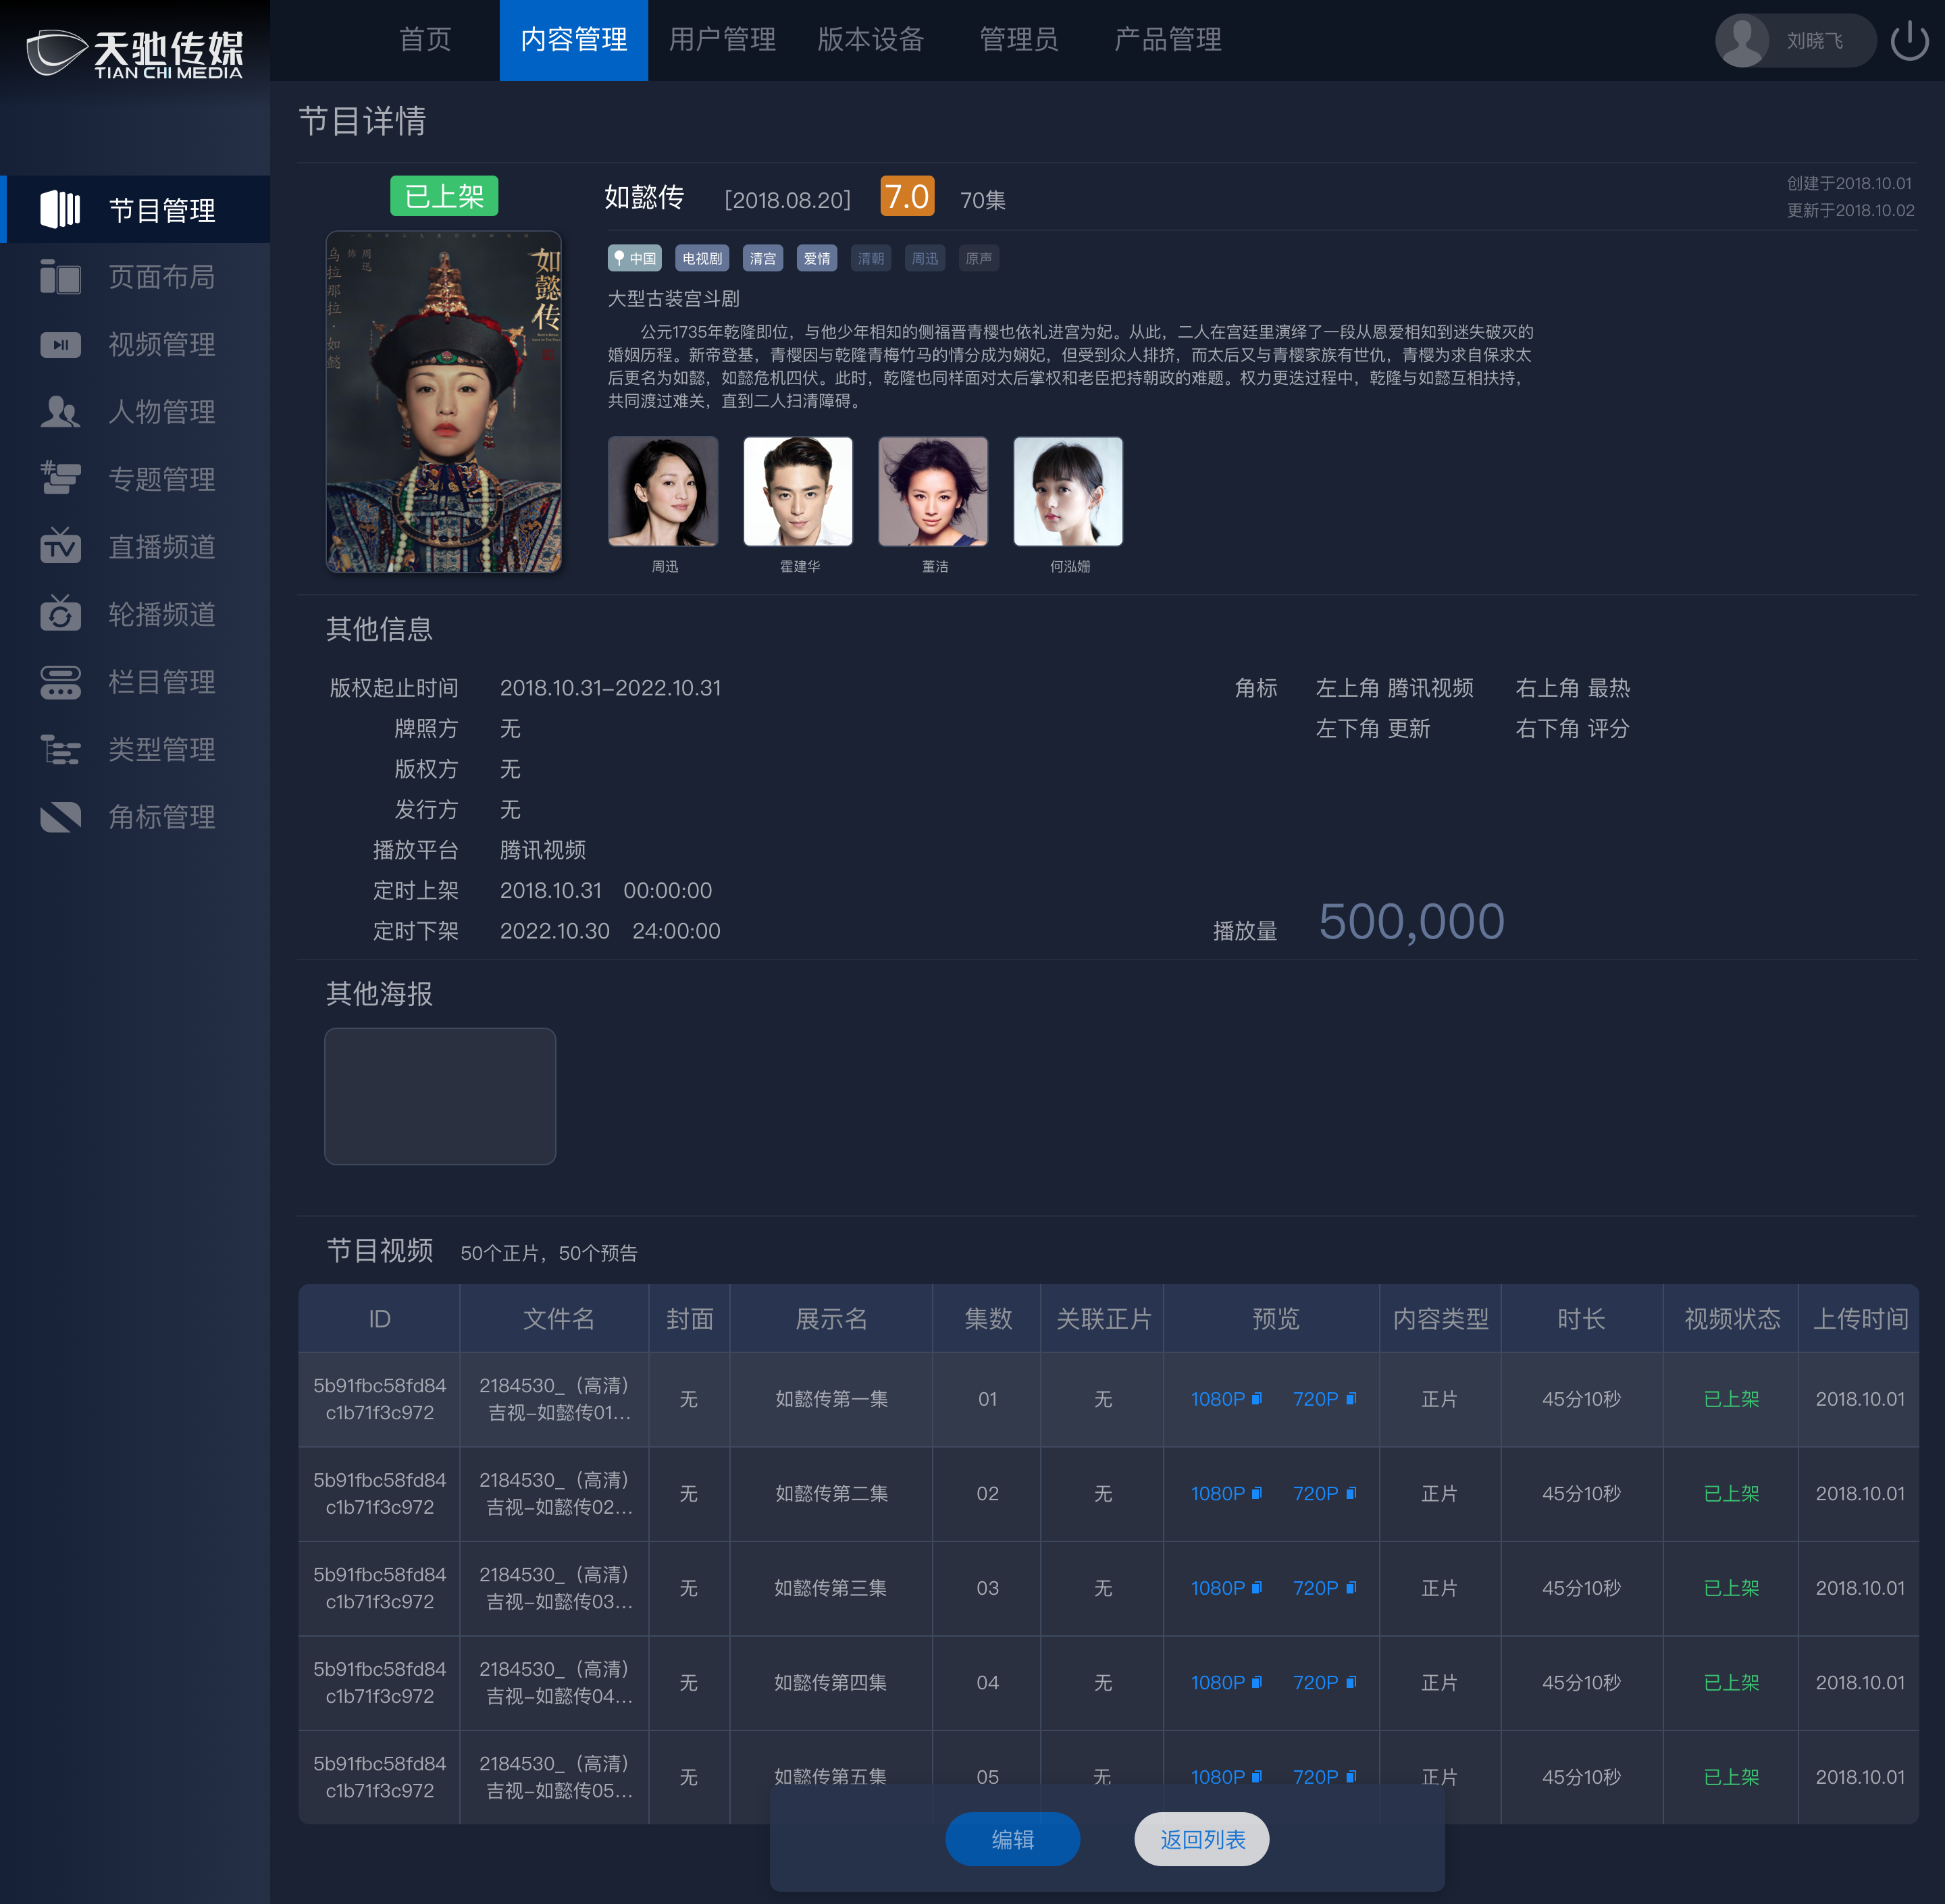 天驰传媒
TIAN CHI MEDIA
首页 内容管理 用户管理 版本设备 管理员 产品管理
刘晓飞
节目管理
页面布局
视频管理
人物管理
专题管理
TV 直播频道
轮播频道
栏目管理
类型管理
角标管理
节目详情
已上架
如懿传 [2018.08.20] 7.0 70集
创建于2018.10.01
更新于2018.10.02
乌拉那拉·如懿
周迅
饰
如懿传
中国 电视剧 清宫 爱情 清朝 周迅 原声
大型古装宫斗剧
公元1735年乾隆即位，与他少年相知的侧福晋青樱也依礼进宫为妃。从此，二人在宫廷里演绎了一段从恩爱相知到迷失破灭的
婚姻历程。新帝登基，青樱因与乾隆青梅竹马的情分成为娴妃，但受到众人排挤，而太后又与青樱家族有世仇，青樱为求自保求太
后更名为如懿，如懿危机四伏。此时，乾隆也同样面对太后掌权和老臣把持朝政的难题。权力更迭过程中，乾隆与如懿互相扶持，
共同渡过难关，直到二人扫清障碍。
周迅 霍建华 董洁 何泓姗
其他信息
版权起止时间 2018.10.31-2022.10.31
牌照方 无
版权方 无
发行方 无
播放平台 腾讯视频
定时上架 2018.10.31 00:00:00
定时下架 2022.10.30 24:00:00
角标 左上角 腾讯视频 右上角 最热
左下角 更新 右下角 评分
播放量 500,000
其他海报
节目视频 50个正片，50个预告
ID 文件名 封面 展示名 集数 关联正片 预览 内容类型 时长 视频状态 上传时间
5b91fbc58fd84 2184530_（高清）
c1b71f3c972 吉视-如懿传01... 无 如懿传第一集 01 无 1080P 720P 正片 45分10秒 已上架 2018.10.01
5b91fbc58fd84 2184530_（高清）
c1b71f3c972 吉视-如懿传02... 无 如懿传第二集 02 无 1080P 720P 正片 45分10秒 已上架 2018.10.01
5b91fbc58fd84 2184530_（高清）
c1b71f3c972 吉视-如懿传03... 无 如懿传第三集 03 无 1080P 720P 正片 45分10秒 已上架 2018.10.01
5b91fbc58fd84 2184530_（高清）
c1b71f3c972 吉视-如懿传04... 无 如懿传第四集 04 无 1080P 720P 正片 45分10秒 已上架 2018.10.01
5b91fbc58fd84 2184530_（高清）
c1b71f3c972 吉视-如懿传05... 无 如懿传第五集 05 无 1080P 720P 正片 45分10秒 已上架 2018.10.01
编辑 返回列表